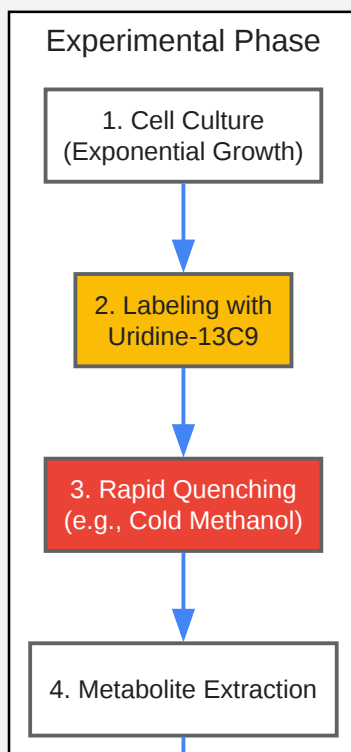 Experimental Phase
1. Cell Culture
(Exponential Growth)
2. Labeling with
Uridine-13C9
3. Rapid Quenching
(e.g., Cold Methanol)
4. Metabolite Extraction